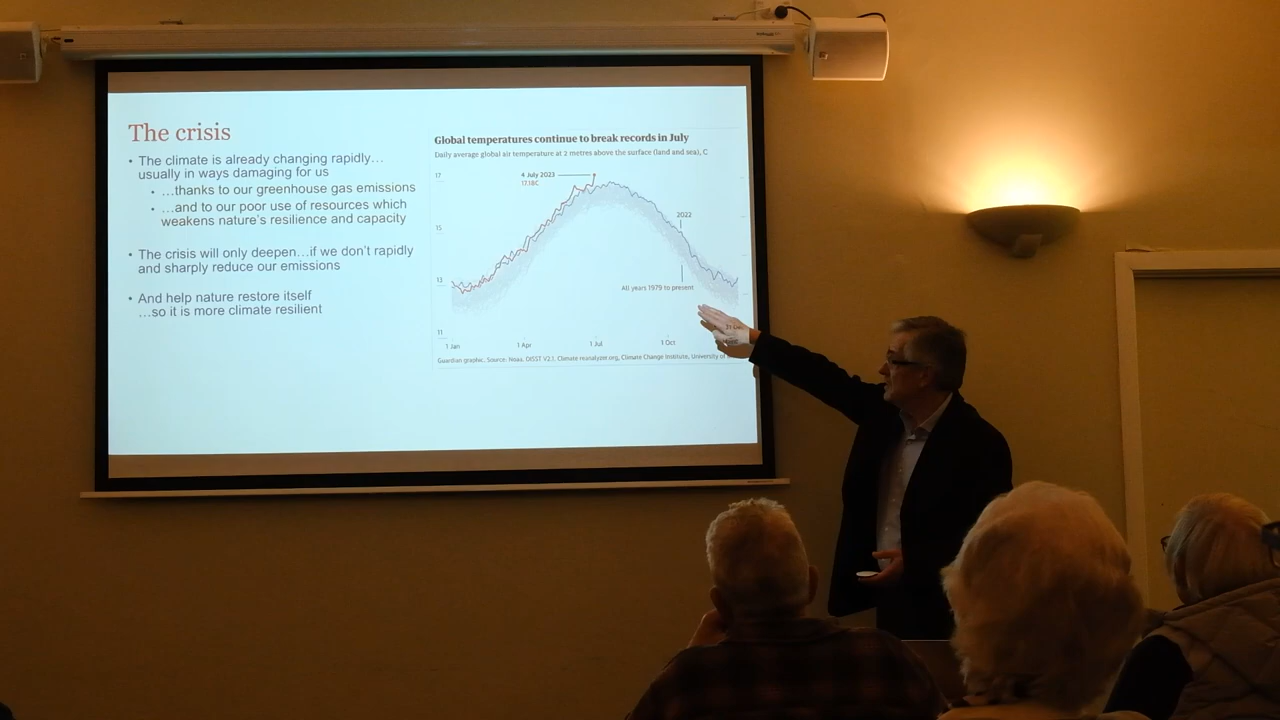 The crisis
• The climate is already changing rapidly…
usually in ways damaging for us
• …thanks to our greenhouse gas emissions
• …and to our poor use of resources which
weakens nature's resilience and capacity
• The crisis will only deepen…if we don't rapidly
and sharply reduce our emissions
• And help nature restore itself
…so it is more climate resilient
Global temperatures continue to break records in July
Daily average global air temperature at 2 metres above the surface (land and sea), C
17
4 July 2023
17.18C
2022
15
13
All years 1979 to present
11
31 Dec
1 Jan
1 Apr
1 Jul
1 Oct
Guardian graphic. Source: Noaa, OISST V2.1, Climate reanalyzer.org, Climate Change Institute, University of